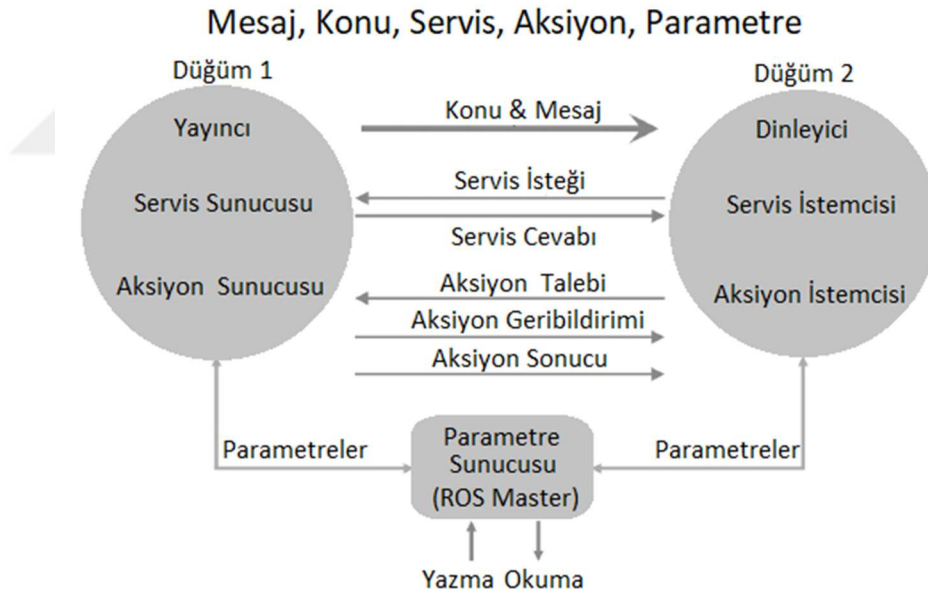 Mesaj, Konu, Servis, Aksiyon, Parametre
Düğüm 1
Düğüm 2
Yayıncı
Konu & Mesaj
Dinleyici
Servis İsteği
Servis Sunucusu
Servis İstemcisi
Servis Cevabı
Aksiyon Sunucusu
Aksiyon Talebi
Aksiyon İstemcisi
Aksiyon Geribildirimi
Aksiyon Sonucu
Parametreler
Parametre
Sunucusu
(ROS Master)
Parametreler
Yazma Okuma